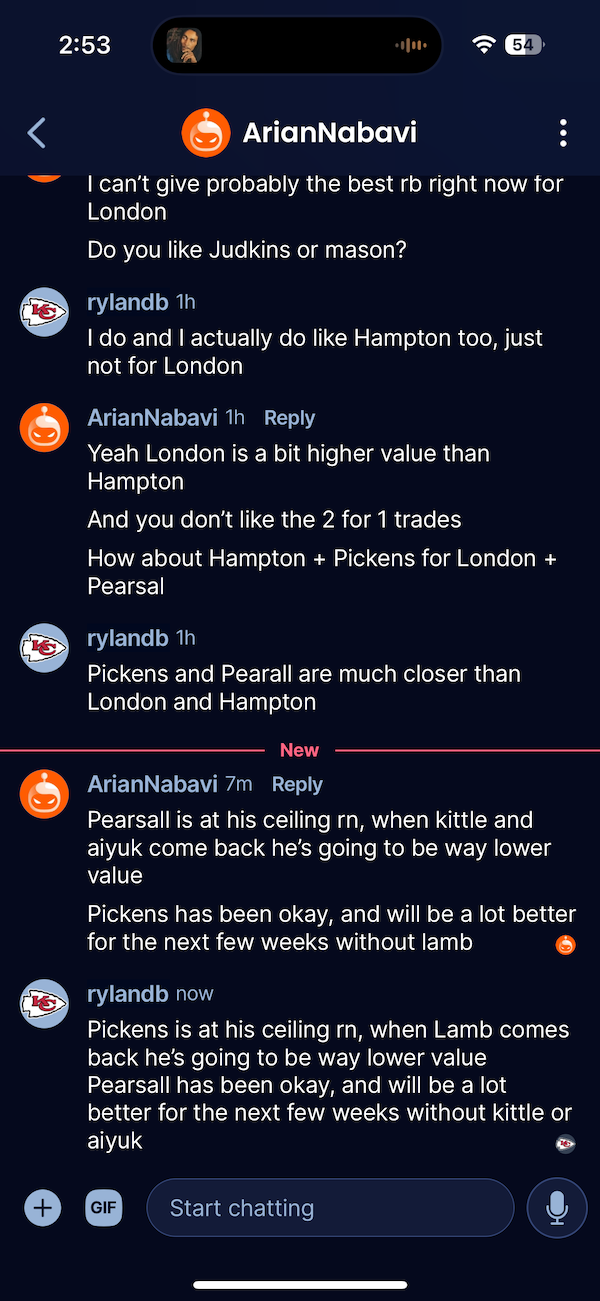 2:53
54
ArianNabavi
I can’t give probably the best rb right now for
London
Do you like Judkins or mason?
rylandb 1h
I do and I actually do like Hampton too, just
not for London
ArianNabavi 1h Reply
Yeah London is a bit higher value than
Hampton
And you don’t like the 2 for 1 trades
How about Hampton + Pickens for London +
Pearsal
rylandb 1h
Pickens and Pearall are much closer than
London and Hampton
New
ArianNabavi 7m Reply
Pearsall is at his ceiling rn, when kittle and
aiyuk come back he’s going to be way lower
value
Pickens has been okay, and will be a lot better
for the next few weeks without lamb
rylandb now
Pickens is at his ceiling rn, when Lamb comes
back he’s going to be way lower value
Pearsall has been okay, and will be a lot
better for the next few weeks without kittle or
aiyuk
GIF
Start chatting